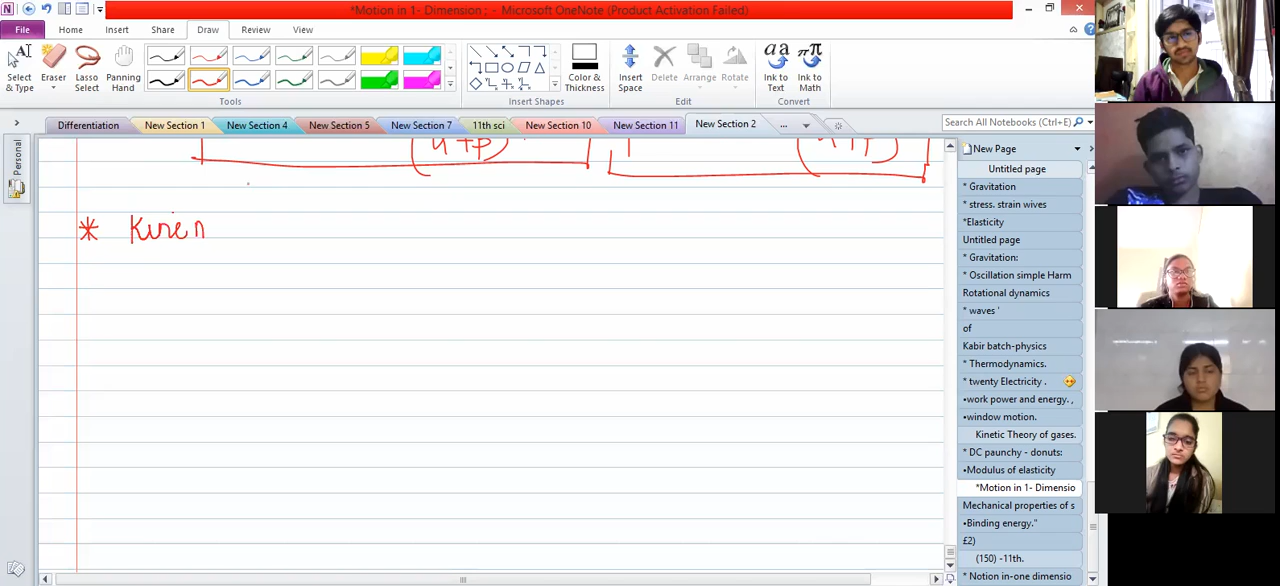 *Motion in 1- Dimension ; - Microsoft OneNote (Product Activation Failed)
File Home Insert Share Draw Review View
Select & Type Eraser Lasso Select Panning Hand Color & Thickness Insert Space Delete Arrange Rotate Ink to Text Ink to Math
Tools Insert Shapes Edit Convert
Differentiation New Section 1 New Section 4 New Section 5 New Section 7 11th sci New Section 10 New Section 11 New Section 2 ... Search All Notebooks (Ctrl+E)
Personal
* Kinen
New Page
Untitled page
* Gravitation
* stress. strain wives
*Elasticity
Untitled page
* Gravitation:
* Oscillation simple Harm
Rotational dynamics
* waves '
of
Kabir batch-physics
* Thermodynamics.
* twenty Electricity .
•work power and energy. ,
•window motion.
Kinetic Theory of gases.
* DC paunchy - donuts:
•Modulus of elasticity
*Motion in 1- Dimensio
Mechanical properties of s
•Binding energy."
£2)
(150) -11th.
* Notion in-one dimensio